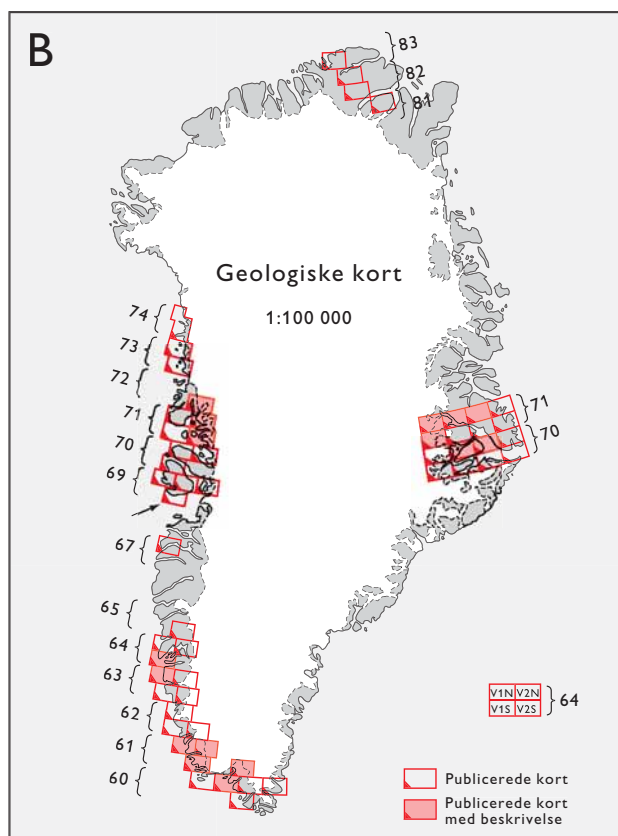 B
83
82
81
Geologiske kort
1:100 000
74
73
72
71
70
69
67
65
64
63
62
61
60
71
70
V1N V2N
V1S V2S
64
Publicerede kort
Publicerede kort
med beskrivelse